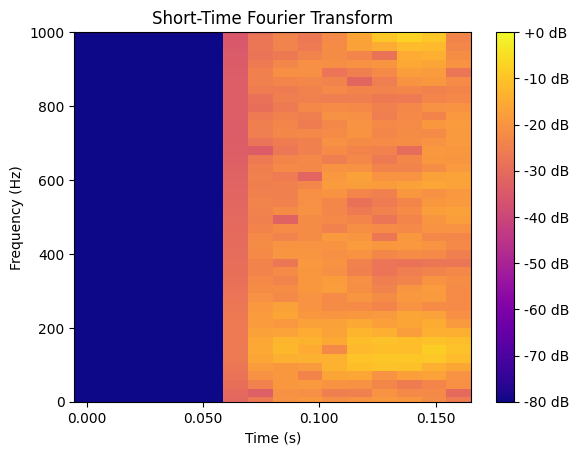 Short-Time Fourier Transform
Frequency (Hz)
1000
800
600
400
200
0
0.000
0.050
0.100
0.150
Time (s)
+0 dB
-10 dB
-20 dB
-30 dB
-40 dB
-50 dB
-60 dB
-70 dB
-80 dB